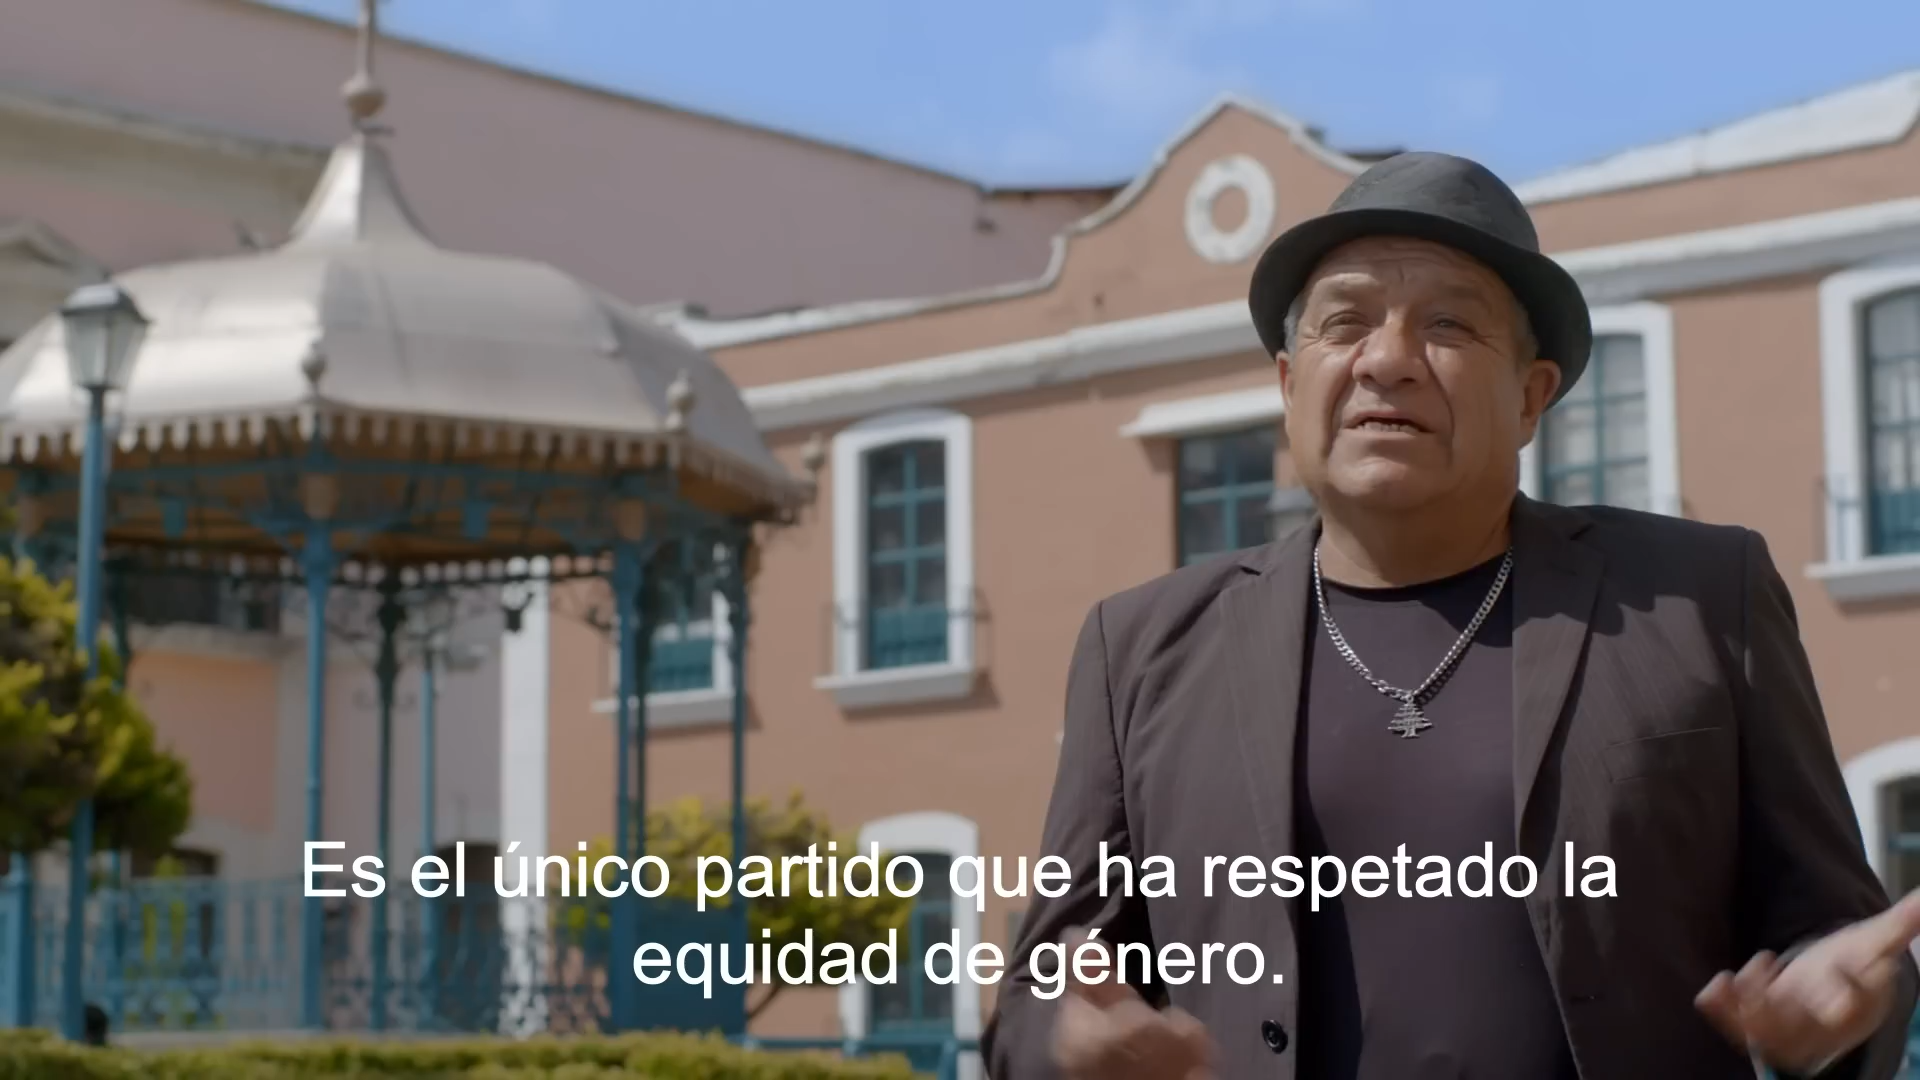 Es el único partido que ha respetado la
equidad de género.